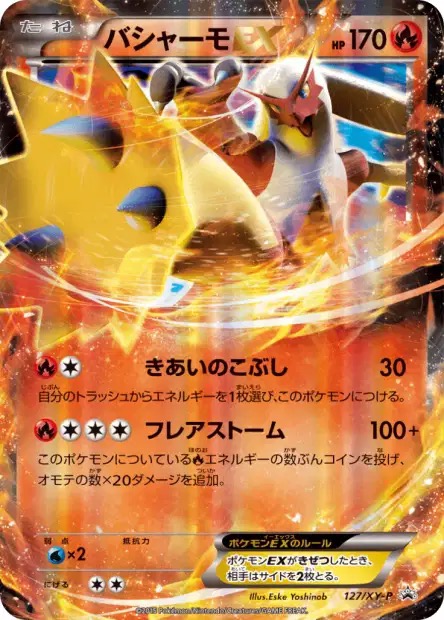 たね
バシャーモEX HP170
きあいのこぶし 30
自分のトラッシュからエネルギーを1枚選び、このポケモンにつける。
フレアストーム 100+
このポケモンについている エネルギーの数ぶんコインを投げ、
オモテの数×20ダメージを追加。
弱点 抵抗力
×2
ポケモンEXのルール
ポケモンEXがきぜつしたとき、
相手はサイドを2枚とる。
にげる
Illus.Eske Yoshinob 127/XY-P
©2015 Pokémon/Nintendo/Creatures/GAME FREAK.